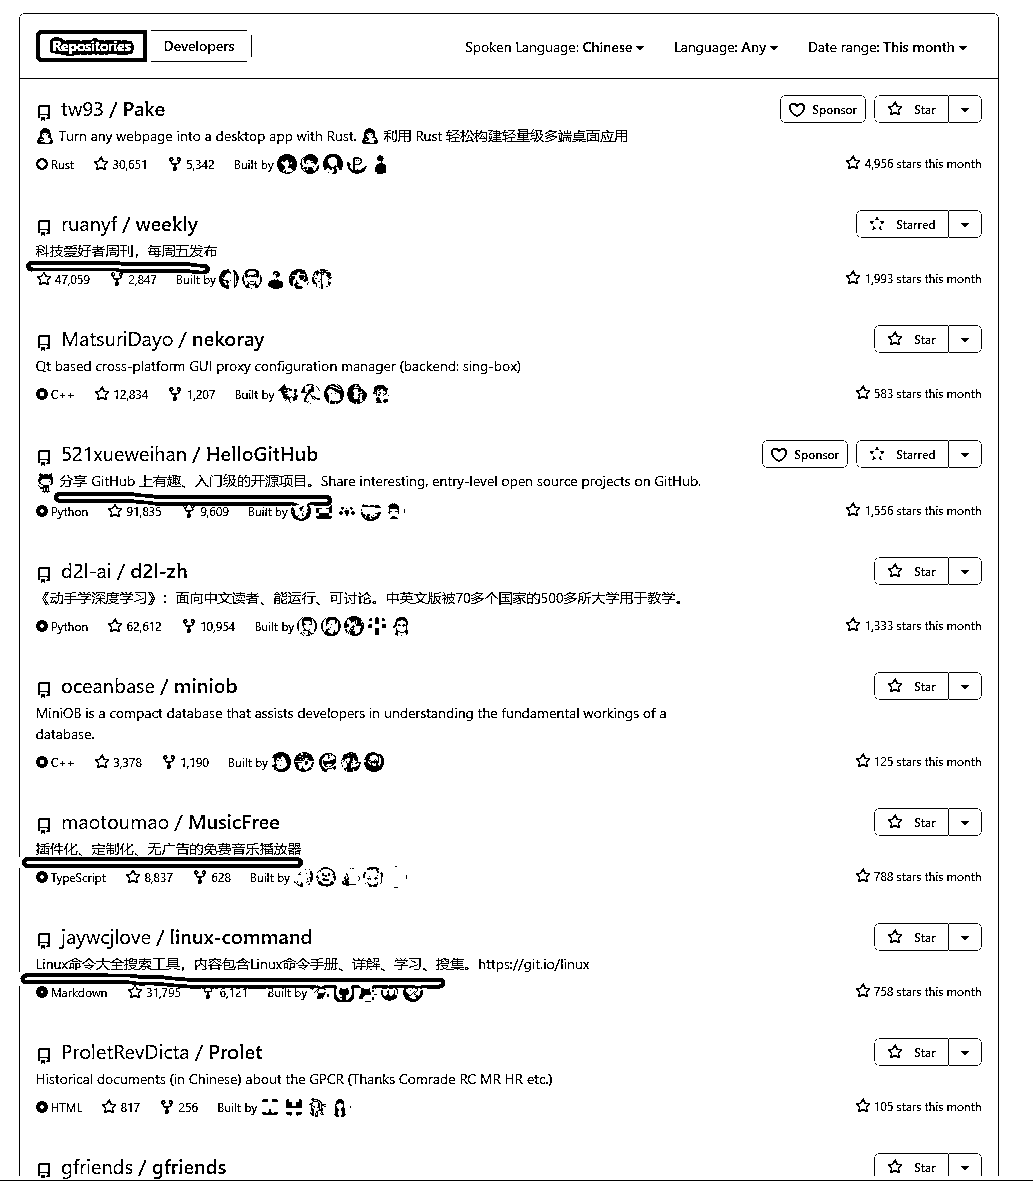 Repositories Developers Spoken Language: Chinese Language: Any Date range: This month
tw93 / Pake Sponsor Star
Turn any webpage into a desktop app with Rust. 利用 Rust 轻松构建轻量级多端桌面应用
Rust 30,651 5,342 Built by 4,956 stars this month
ruanyf / weekly Starred
科技爱好者周刊，每周五发布
47,059 2,847 Built by 1,993 stars this month
MatsuriDayo / nekoray Star
Qt based cross-platform GUI proxy configuration manager (backend: sing-box)
C++ 12,834 1,207 Built by 583 stars this month
521xueweihan / HelloGitHub Sponsor Starred
分享 GitHub 上有趣、入门级的开源项目。Share interesting, entry-level open source projects on GitHub.
Python 91,835 9,609 Built by 1,556 stars this month
d2l-ai / d2l-zh Star
《动手学深度学习》：面向中文读者、能运行、可讨论。中英文版被70多个国家的500多所大学用于教学。
Python 62,612 10,954 Built by 1,333 stars this month
oceanbase / miniob Star
MiniOB is a compact database that assists developers in understanding the fundamental workings of a
database.
C++ 3,378 1,190 Built by 125 stars this month
maotoumao / MusicFree Star
插件化、定制化、无广告的免费音乐播放器
TypeScript 8,837 628 Built by 788 stars this month
jaywcjlove / linux-command Star
Linux命令大全搜索工具，内容包含Linux命令手册、详解、学习、搜集。https://git.io/linux
Markdown 31,795 6,121 Built by 758 stars this month
ProletRevDicta / Prolet Star
Historical documents (in Chinese) about the GPCR (Thanks Comrade RC MR HR etc.)
HTML 817 256 Built by 105 stars this month
gfriends / gfriends Star